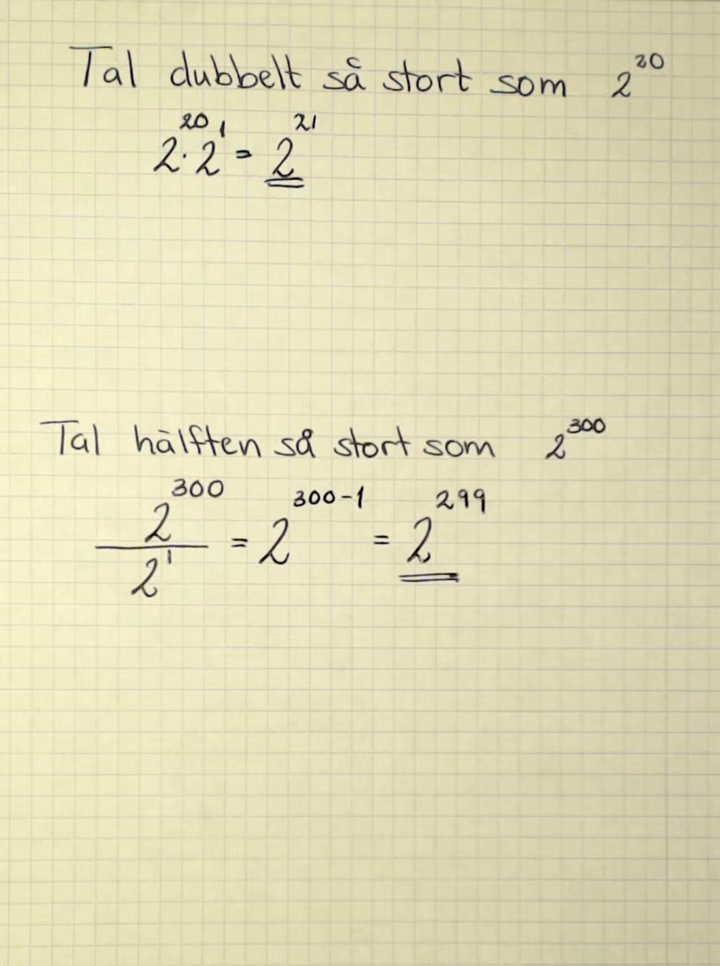 Tal dubbelt så stort som 2²⁰
2²⁰·2¹ = 2²¹
Tal hälften så stort som 2³⁰⁰
2³⁰⁰/2¹ = 2³⁰⁰⁻¹ = 2²⁹⁹